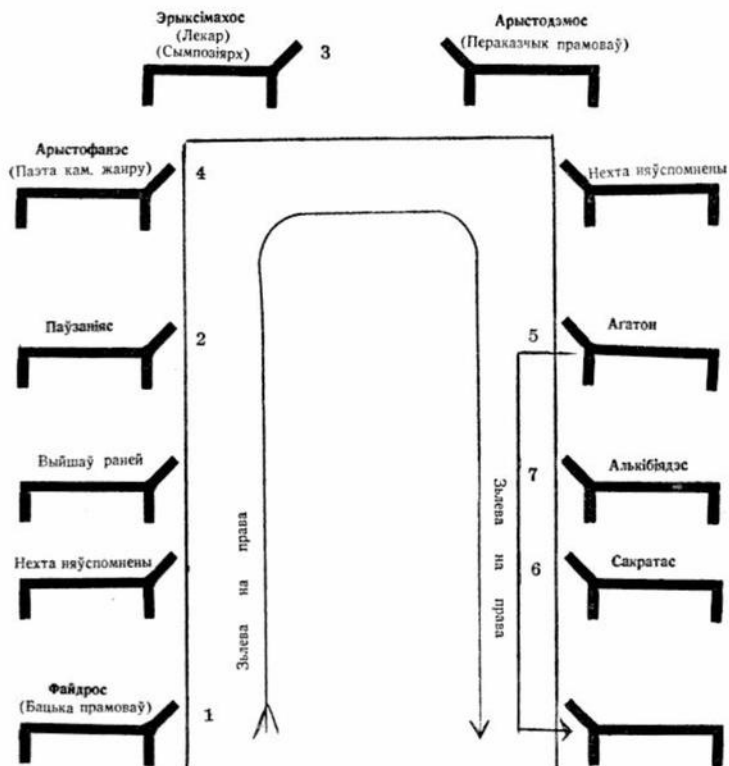 Эрыксімахос
(Лекар)
(Сымпозіярх)
3
Арыстодэмос
(Пераказчык прамоваў)
Арыстофанэс
(Паэта кам. жанру)
4
Нехта няўспомнены
Паўзаніяс
2
5
Агатон
Выйшаў раней
7
Алькібіядэс
Нехта няўспомнены
6
Сакратас
Зьлева на права
Зьлева на права
Файдрос
(Бацька прамоваў)
1